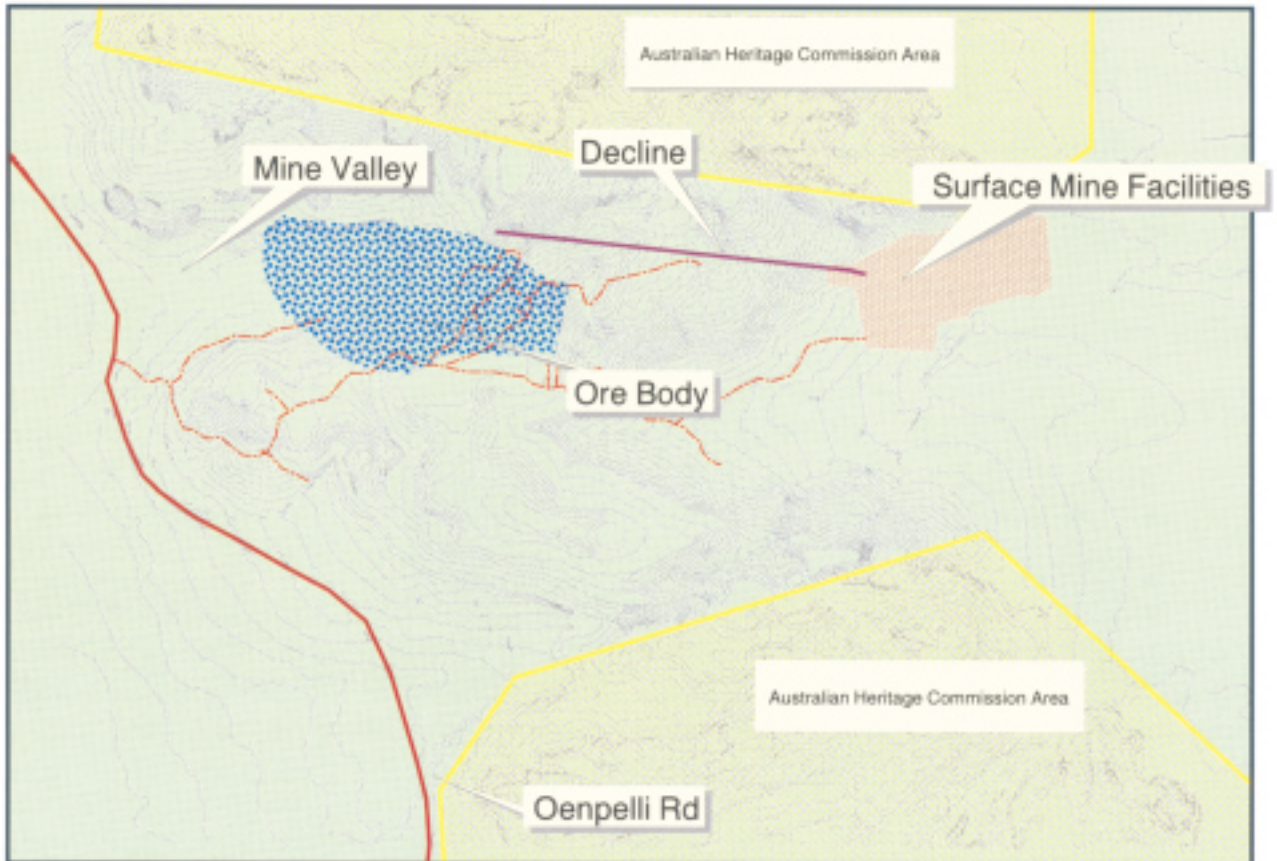 Australian Heritage Commission Area
Decline
Mine Valley
Surface Mine Facilities
Ore Body
Australian Heritage Commission Area
Oenpelli Rd